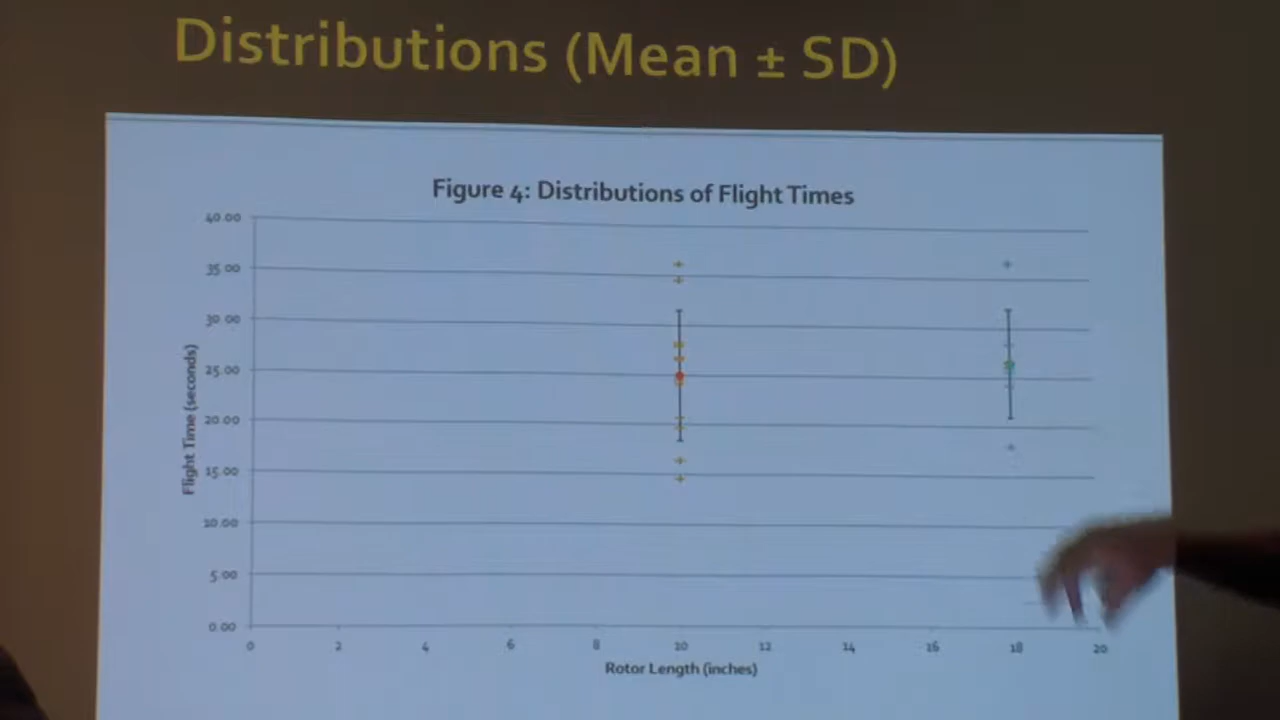 Distributions (Mean ± SD)
Figure 4: Distributions of Flight Times
40.00
35.00
30.00
25.00
20.00
15.00
10.00
5.00
0.00
Flight Time (seconds)
0 2 4 6 8 10 12 14 16 18 20
Rotor Length (inches)